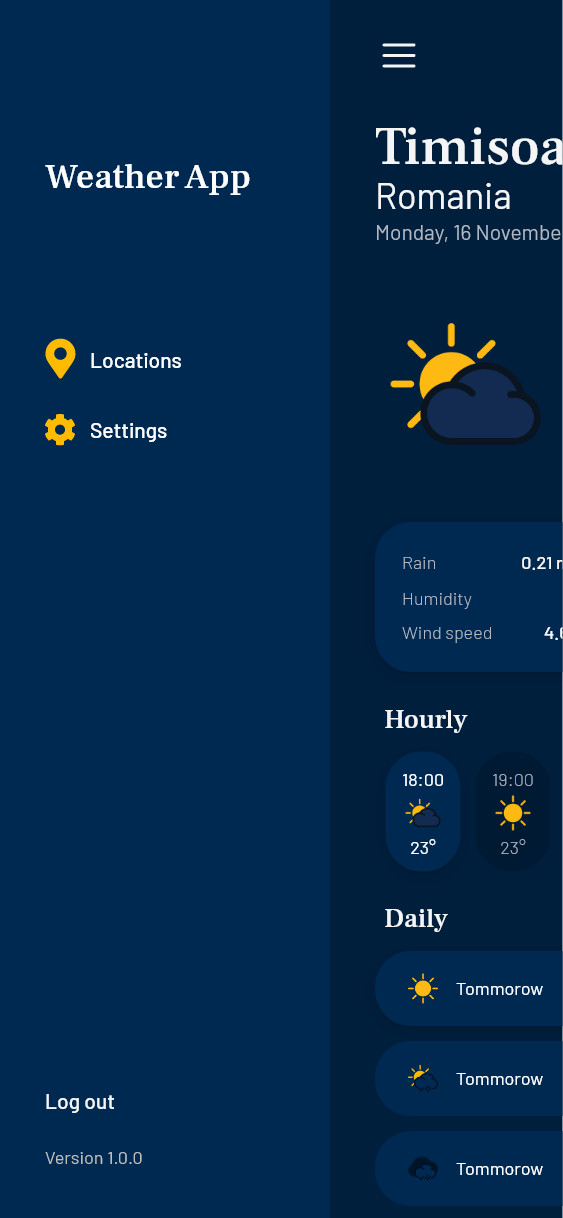 Weather App
Locations
Settings
Log out
Version 1.0.0
Timisoa
Romania
Monday, 16 Novembe
Rain 0.21 m
Humidity
Wind speed 4.6
Hourly
18:00 19:00
23° 23°
Daily
Tommorow
Tommorow
Tommorow